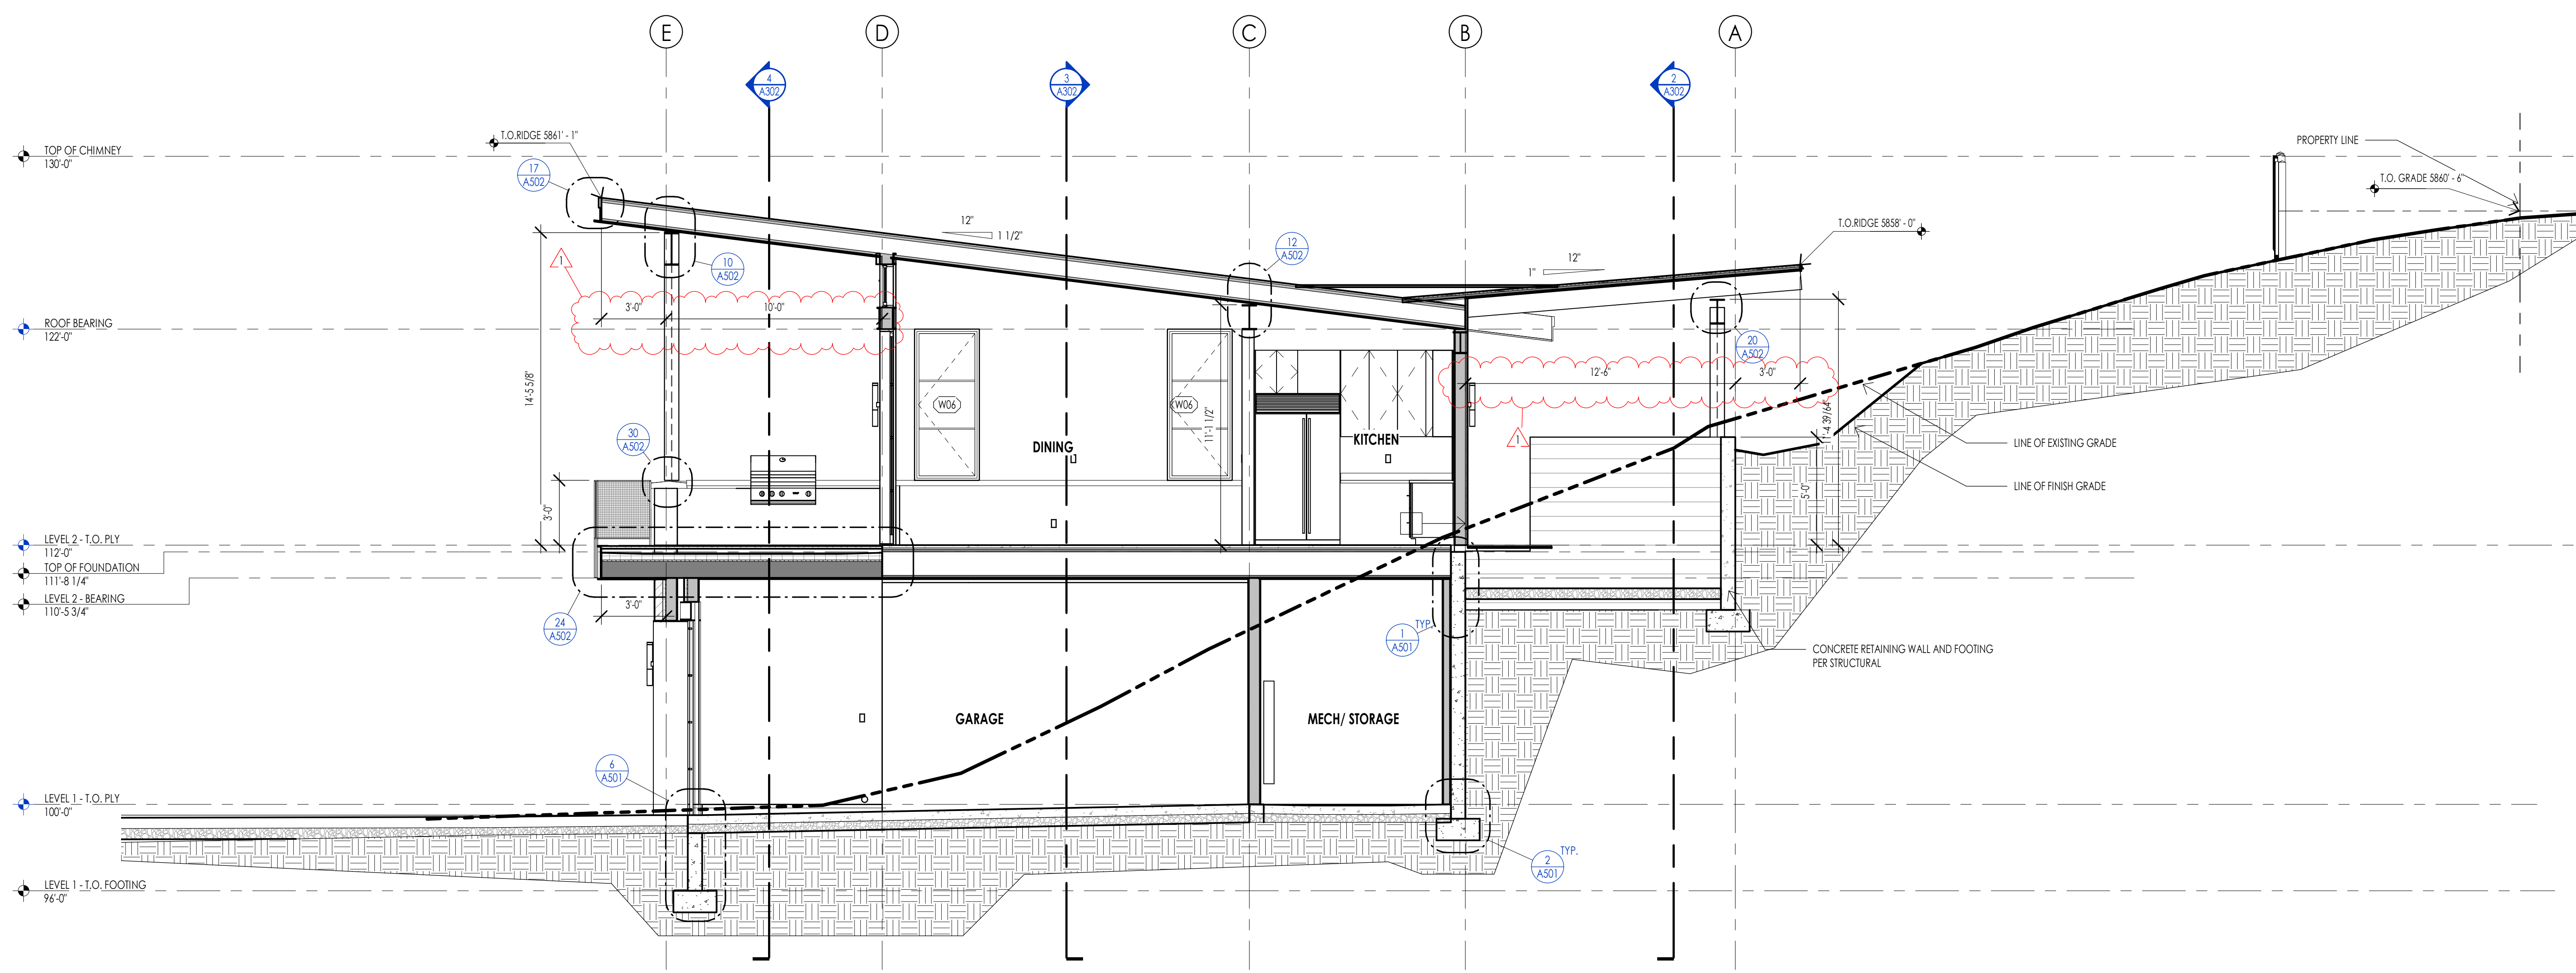 E
D
C
B
A
4
A302
3
A302
2
A302
TOP OF CHIMNEY
130'-0"
T.O.RIDGE 5861' - 1"
17
A502
PROPERTY LINE
T.O. GRADE 5860' - 6"
12"
1 1/2"
T.O.RIDGE 5858' - 0"
12
A502
10
A502
12"
1"
1
ROOF BEARING
122'-0"
3'-0"
10'-0"
20
A502
12'-6"
3'-0"
14'-5 5/8"
W06
W06
11'-1 1/2"
1'-4 39/64"
1
30
A502
DINING
KITCHEN
LINE OF EXISTING GRADE
LINE OF FINISH GRADE
3'-0"
5'-0"
LEVEL 2 - T.O. PLY
112'-0"
TOP OF FOUNDATION
111'-8 1/4"
LEVEL 2 - BEARING
110'-5 3/4"
3'-0"
24
A502
TYP.
1
A501
CONCRETE RETAINING WALL AND FOOTING
PER STRUCTURAL
GARAGE
MECH/ STORAGE
6
A501
LEVEL 1 - T.O. PLY
100'-0"
TYP.
2
A501
LEVEL 1 - T.O. FOOTING
96'-0"